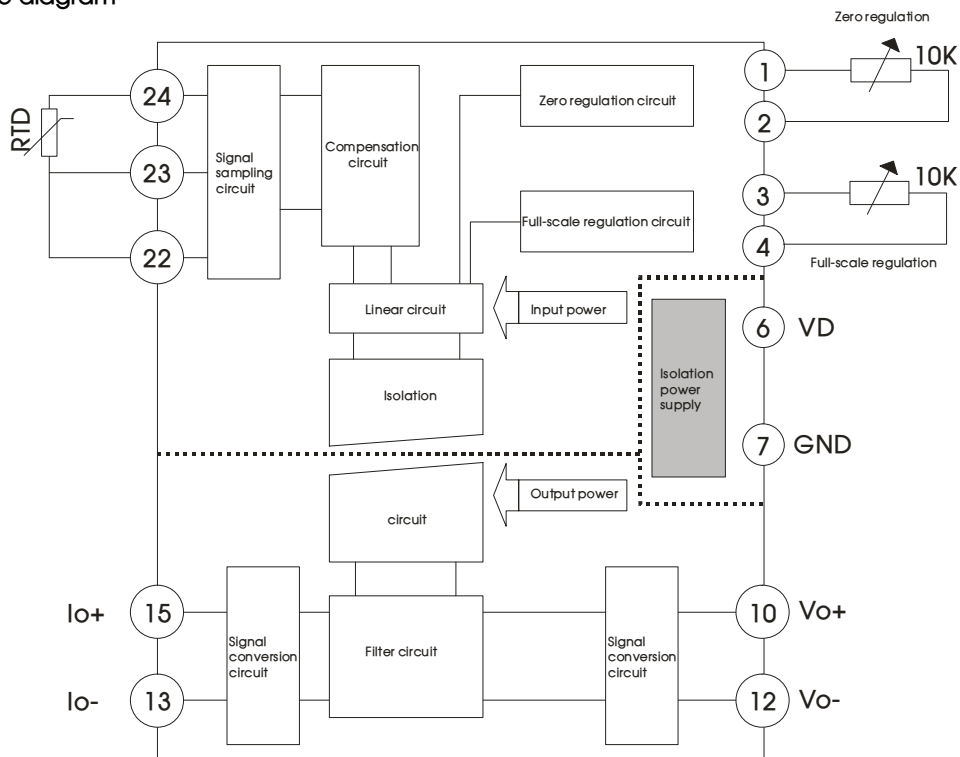 diagram
Zero regulation
10K
1
2
24
RTD
23
22
Signal
sampling
circuit
Compensation
circuit
Zero regulation circuit
Full-scale regulation circuit
3
10K
4
Full-scale regulation
Linear circuit
Input power
6
VD
Isolation
power
supply
Isolation
7
GND
Output power
circuit
Io+
15
Signal
conversion
circuit
Filter circuit
Signal
conversion
circuit
10
Vo+
Io-
13
12
Vo-